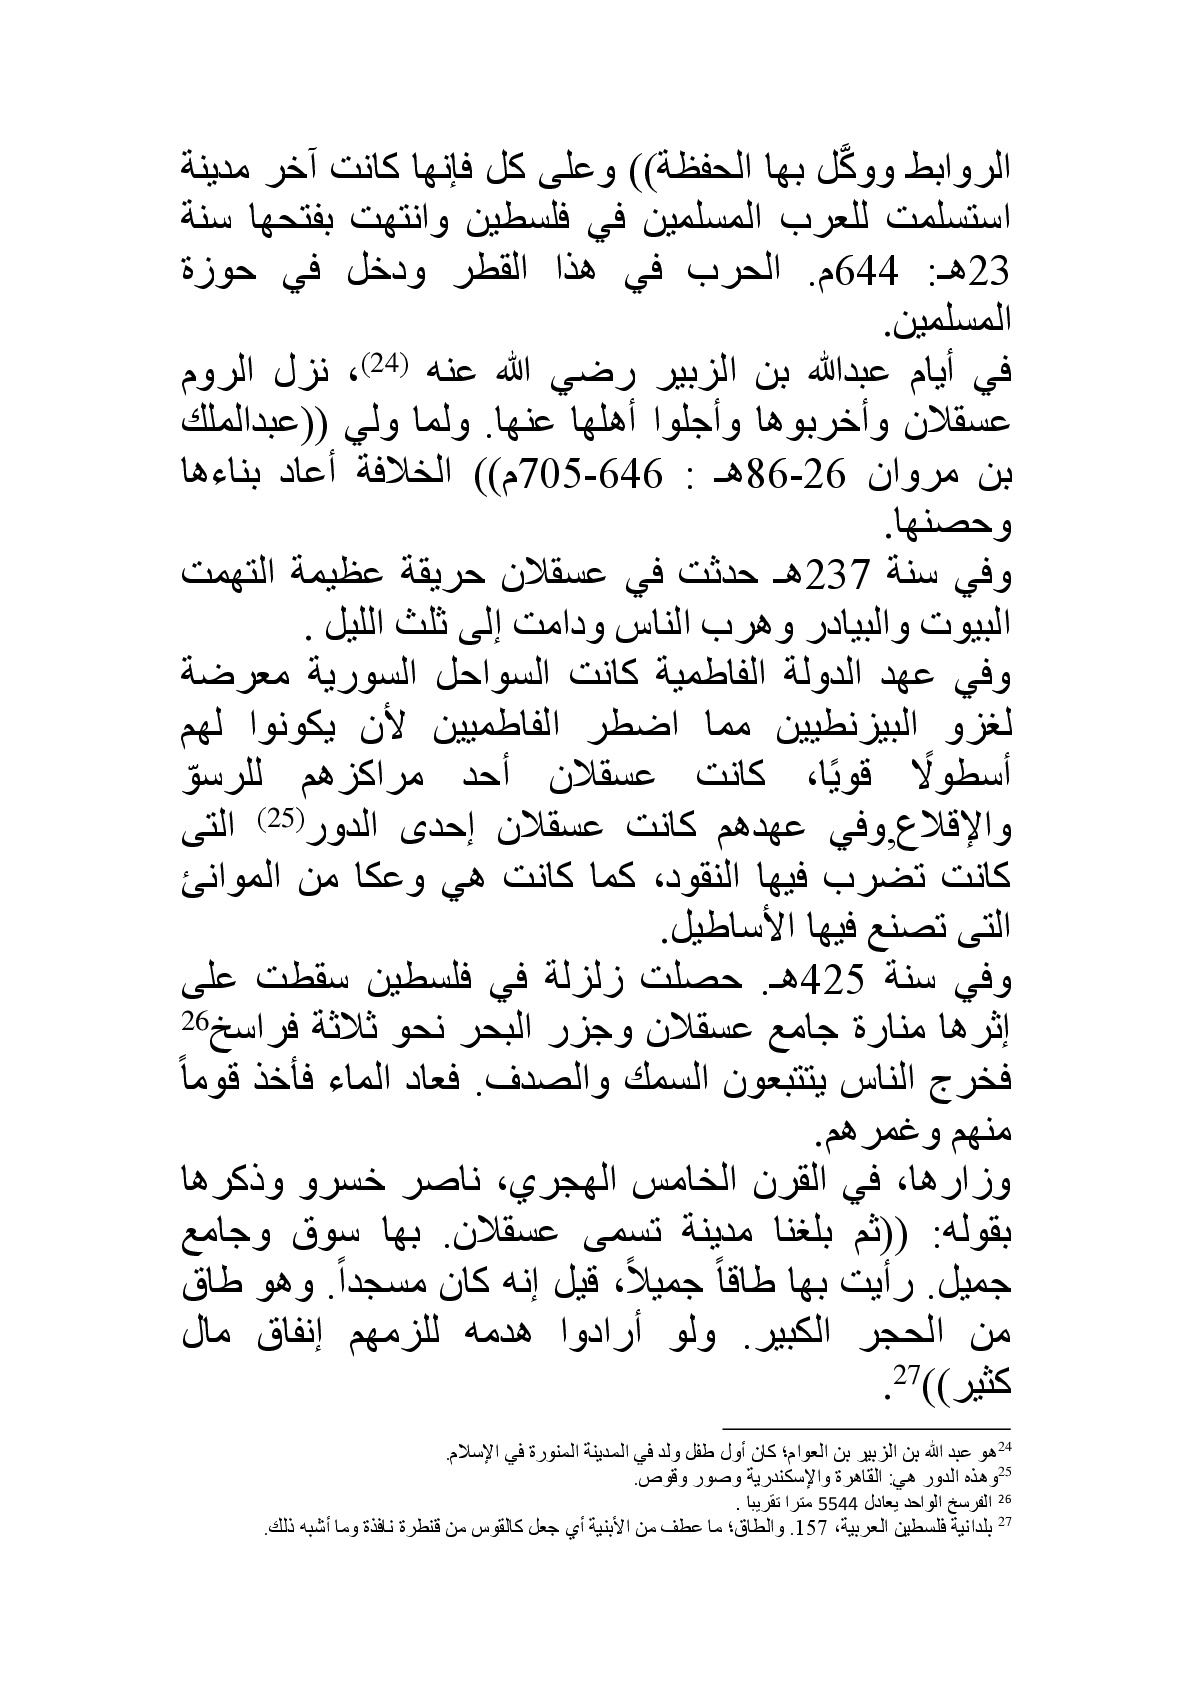 الروابط ووكَّل بها الحفظة)) وعلى كل فإنها كانت آخر مدينة
استسلمت للعرب المسلمين في فلسطين وانتهت بفتحها سنة
23هـ: 644م. الحرب في هذا القطر ودخل في حوزة
المسلمين.
في أيام عبدالله بن الزبير رضي الله عنه (24)، نزل الروم
عسقلان وأخربوها وأجلوا أهلها عنها. ولما ولي ((عبدالملك
بن مروان 26-86هـ : 646-705م)) الخلافة أعاد بناءها
وحصنها.
وفي سنة 237هـ حدثت في عسقلان حريقة عظيمة التهمت
البيوت والبيادر وهرب الناس ودامت إلى ثلث الليل .
وفي عهد الدولة الفاطمية كانت السواحل السورية معرضة
لغزو البيزنطيين مما اضطر الفاطميين لأن يكونوا لهم
أسطولًا قويًا، كانت عسقلان أحد مراكزهم للرسوّ
والإقلاع,وفي عهدهم كانت عسقلان إحدى الدور(25) التى
كانت تضرب فيها النقود، كما كانت هي وعكا من الموانئ
التى تصنع فيها الأساطيل.
وفي سنة 425هـ. حصلت زلزلة في فلسطين سقطت على
إثرها منارة جامع عسقلان وجزر البحر نحو ثلاثة فراسخ26
فخرج الناس يتتبعون السمك والصدف. فعاد الماء فأخذ قوماً
منهم وغمرهم.
وزارها، في القرن الخامس الهجري، ناصر خسرو وذكرها
بقوله: ((ثم بلغنا مدينة تسمى عسقلان. بها سوق وجامع
جميل. رأيت بها طاقاً جميلاً، قيل إنه كان مسجداً. وهو طاق
من الحجر الكبير. ولو أرادوا هدمه للزمهم إنفاق مال
كثير))27.
24هو عبد الله بن الزبير بن العوام؛ كان أول طفل ولد في المدينة المنورة في الإسلام.
25وهذه الدور هي: القاهرة والإسكندرية وصور وقوص.
26 الفرسخ الواحد يعادل 5544 مترا تقريبا .
27 بلدانية فلسطين العربية، 157. والطاق؛ ما عطف من الأبنية أي جعل كالقوس من قنطرة نافذة وما أشبه ذلك.